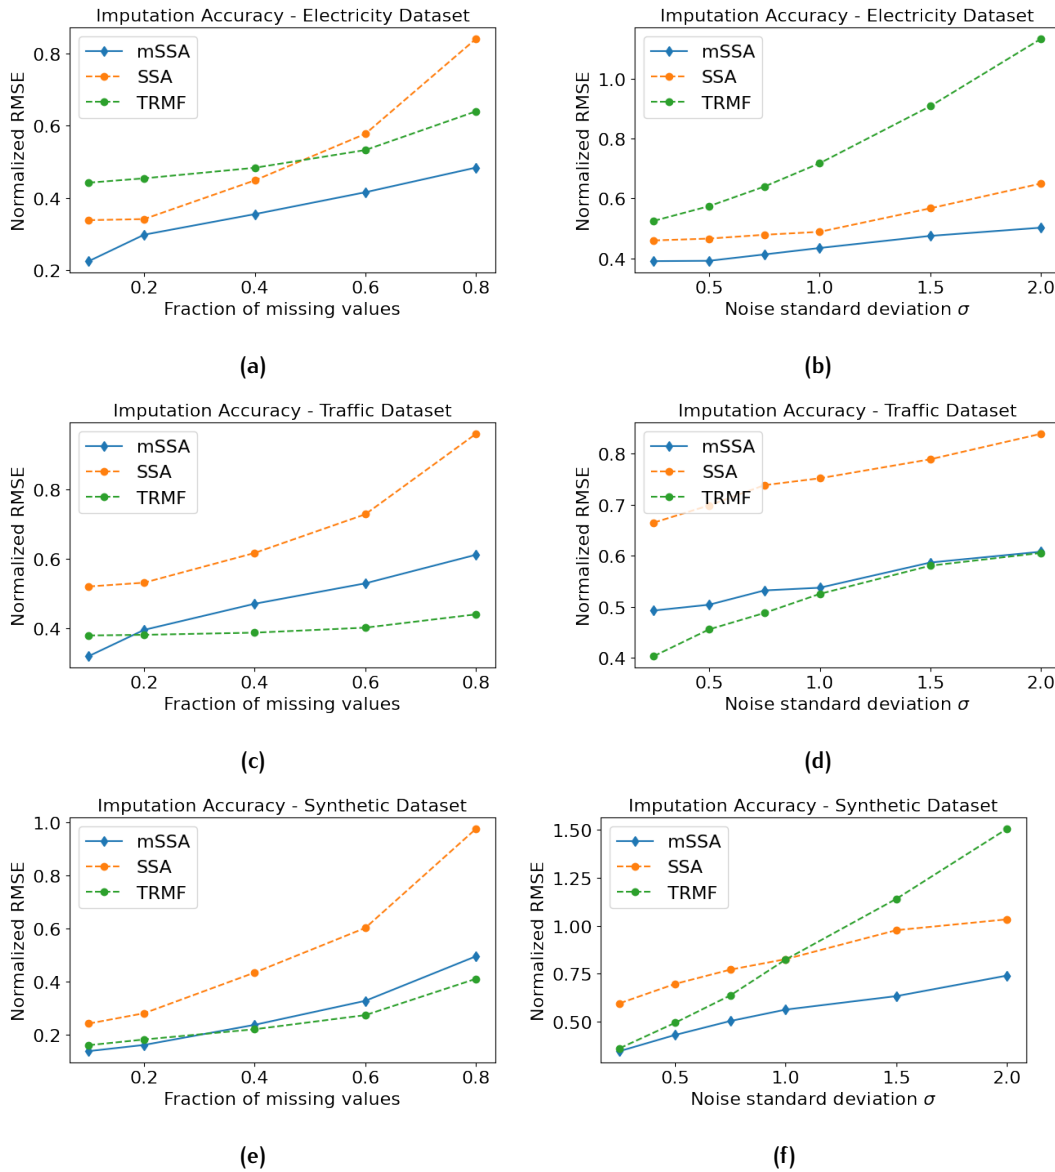 Imputation Accuracy - Electricity Dataset
Normalized RMSE
0.8
0.6
0.4
0.2
mSSA
SSA
TRMF
0.2 0.4 0.6 0.8
Fraction of missing values
(a)
Imputation Accuracy - Electricity Dataset
Normalized RMSE
1.0
0.8
0.6
0.4
mSSA
SSA
TRMF
0.5 1.0 1.5 2.0
Noise standard deviation σ
(b)
Imputation Accuracy - Traffic Dataset
Normalized RMSE
0.8
0.6
0.4
mSSA
SSA
TRMF
0.2 0.4 0.6 0.8
Fraction of missing values
(c)
Imputation Accuracy - Traffic Dataset
Normalized RMSE
0.8
0.7
0.6
0.5
0.4
mSSA
SSA
TRMF
0.5 1.0 1.5 2.0
Noise standard deviation σ
(d)
Imputation Accuracy - Synthetic Dataset
Normalized RMSE
1.0
0.8
0.6
0.4
0.2
mSSA
SSA
TRMF
0.2 0.4 0.6 0.8
Fraction of missing values
(e)
Imputation Accuracy - Synthetic Dataset
Normalized RMSE
1.50
1.25
1.00
0.75
0.50
mSSA
SSA
TRMF
0.5 1.0 1.5 2.0
Noise standard deviation σ
(f)